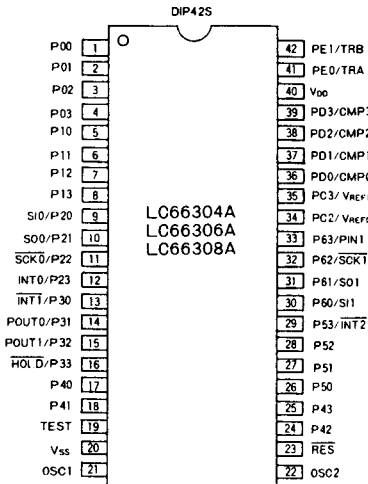 DIP42S
P00 1 42 PE1/TRB
P01 2 41 PE0/TRA
P02 3 40 VDD
P03 4 39 PD3/CMP3
P10 5 38 PD2/CMP2
P11 6 37 PD1/CMP1
P12 7 36 PD0/CMP0
P13 8 35 PC3/VREF1
SI0/P20 9 34 PC2/VREF0
SO0/P21 10 33 P63/PIN1
SCK0/P22 11 32 P62/SCK1
INT0/P23 12 31 P61/SO1
INT1/P30 13 30 P60/SI1
POUT0/P31 14 29 P53/INT2
POUT1/P32 15 28 P52
HOLD/P33 16 27 P51
P40 17 26 P50
P41 18 25 P43
TEST 19 24 P42
Vss 20 23 RES
OSC1 21 22 OSC2
LC66304A
LC66306A
LC66308A